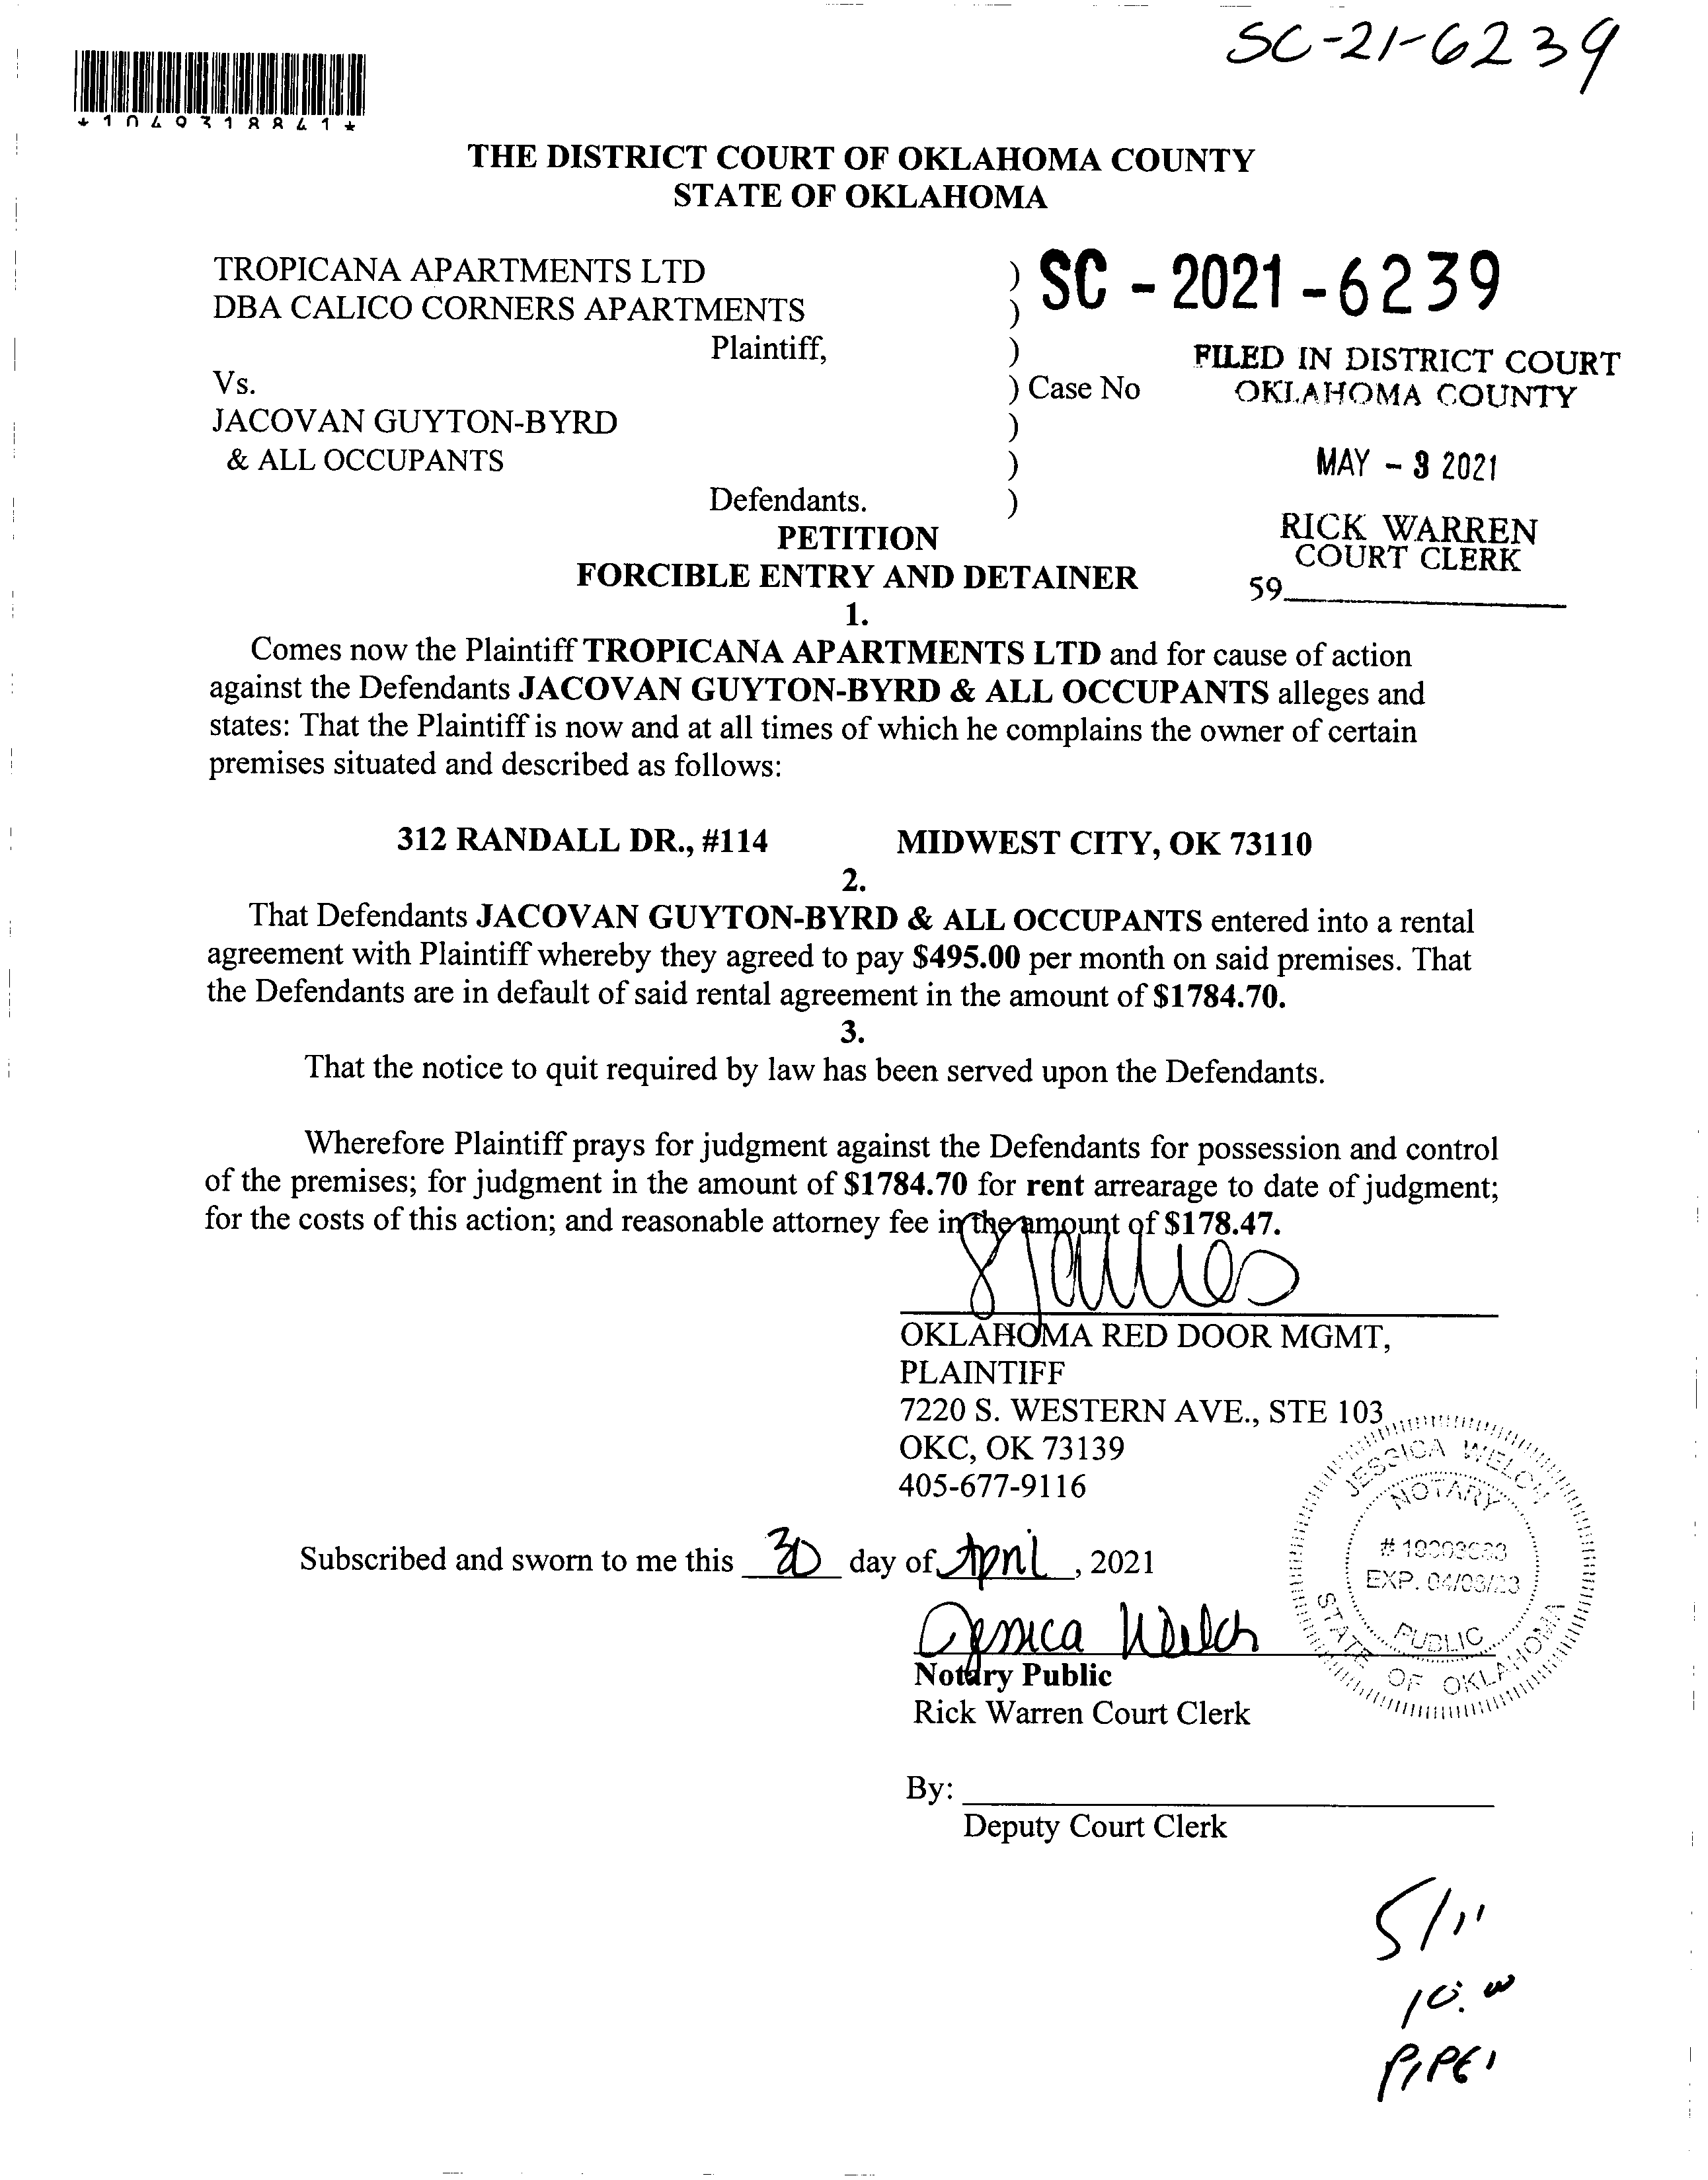 SC-21-6239
*1049318841*
THE DISTRICT COURT OF OKLAHOMA COUNTY
STATE OF OKLAHOMA
TROPICANA APARTMENTS LTD )
SC - 2021 - 6239
DBA CALICO CORNERS APARTMENTS )
Plaintiff, )
FILED IN DISTRICT COURT
OKLAHOMA COUNTY
Vs. ) Case No
JACOVAN GUYTON-BYRD )
& ALL OCCUPANTS )
MAY - 3 2021
Defendants. )
RICK WARREN
COURT CLERK
59
PETITION
FORCIBLE ENTRY AND DETAINER
1.
Comes now the Plaintiff TROPICANA APARTMENTS LTD and for cause of action
against the Defendants JACOVAN GUYTON-BYRD & ALL OCCUPANTS alleges and
states: That the Plaintiff is now and at all times of which he complains the owner of certain
premises situated and described as follows:
312 RANDALL DR., #114 MIDWEST CITY, OK 73110
2.
That Defendants JACOVAN GUYTON-BYRD & ALL OCCUPANTS entered into a rental
agreement with Plaintiff whereby they agreed to pay $495.00 per month on said premises. That
the Defendants are in default of said rental agreement in the amount of $1784.70.
3.
That the notice to quit required by law has been served upon the Defendants.
Wherefore Plaintiff prays for judgment against the Defendants for possession and control
of the premises; for judgment in the amount of $1784.70 for rent arrearage to date of judgment;
for the costs of this action; and reasonable attorney fee in the amount of $178.47.
OKLAHOMA RED DOOR MGMT,
PLAINTIFF
7220 S. WESTERN AVE., STE 103
OKC, OK 73139
405-677-9116
JESSICA WELCH
NOTARY
EXP.
PUBLIC
STATE OF OKLAHOMA
Subscribed and sworn to me this 30 day of April, 2021
Jessica Welch
Notary Public
Rick Warren Court Clerk
By:
Deputy Court Clerk
5/11